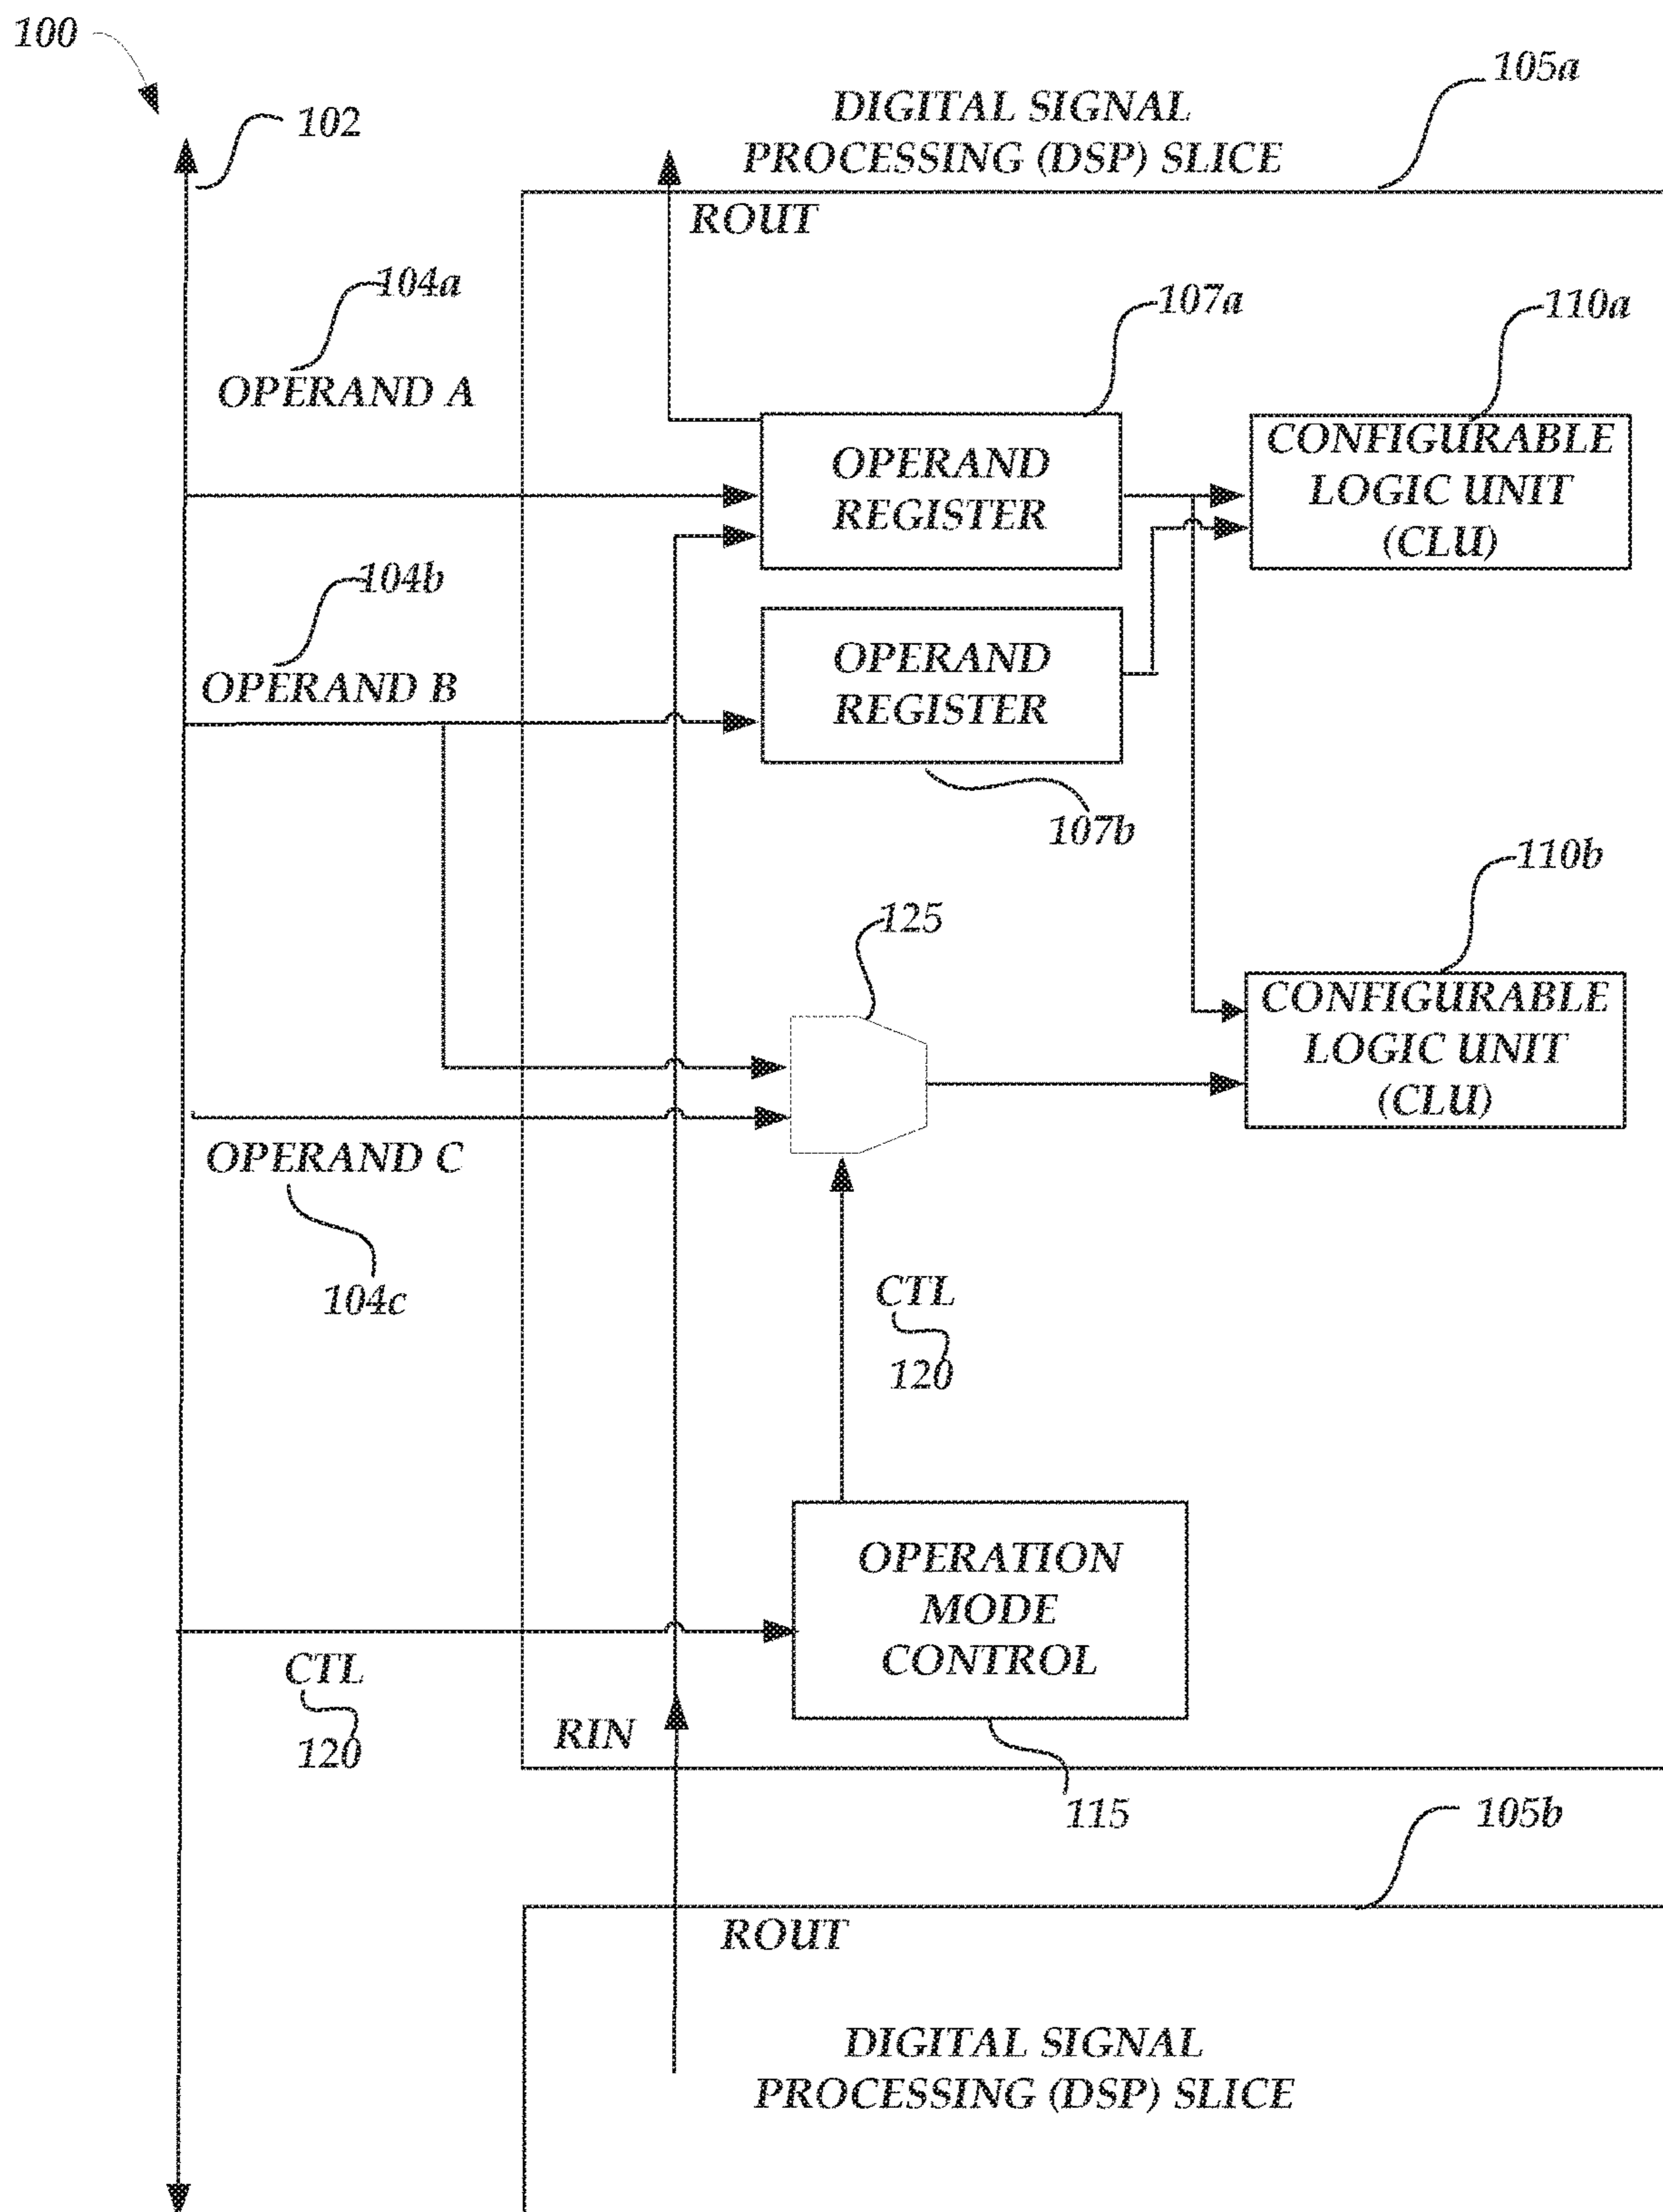 100
102
105a
DIGITAL SIGNAL
PROCESSING (DSP) SLICE
ROUT
104a
OPERAND A
107a
110a
OPERAND
REGISTER
CONFIGURABLE
LOGIC UNIT
(CLU)
104b
OPERAND B
OPERAND
REGISTER
107b
110b
125
CONFIGURABLE
LOGIC UNIT
(CLU)
OPERAND C
104c
CTL
120
OPERATION
MODE
CONTROL
CTL
120
RIN
115
105b
ROUT
DIGITAL SIGNAL
PROCESSING (DSP) SLICE